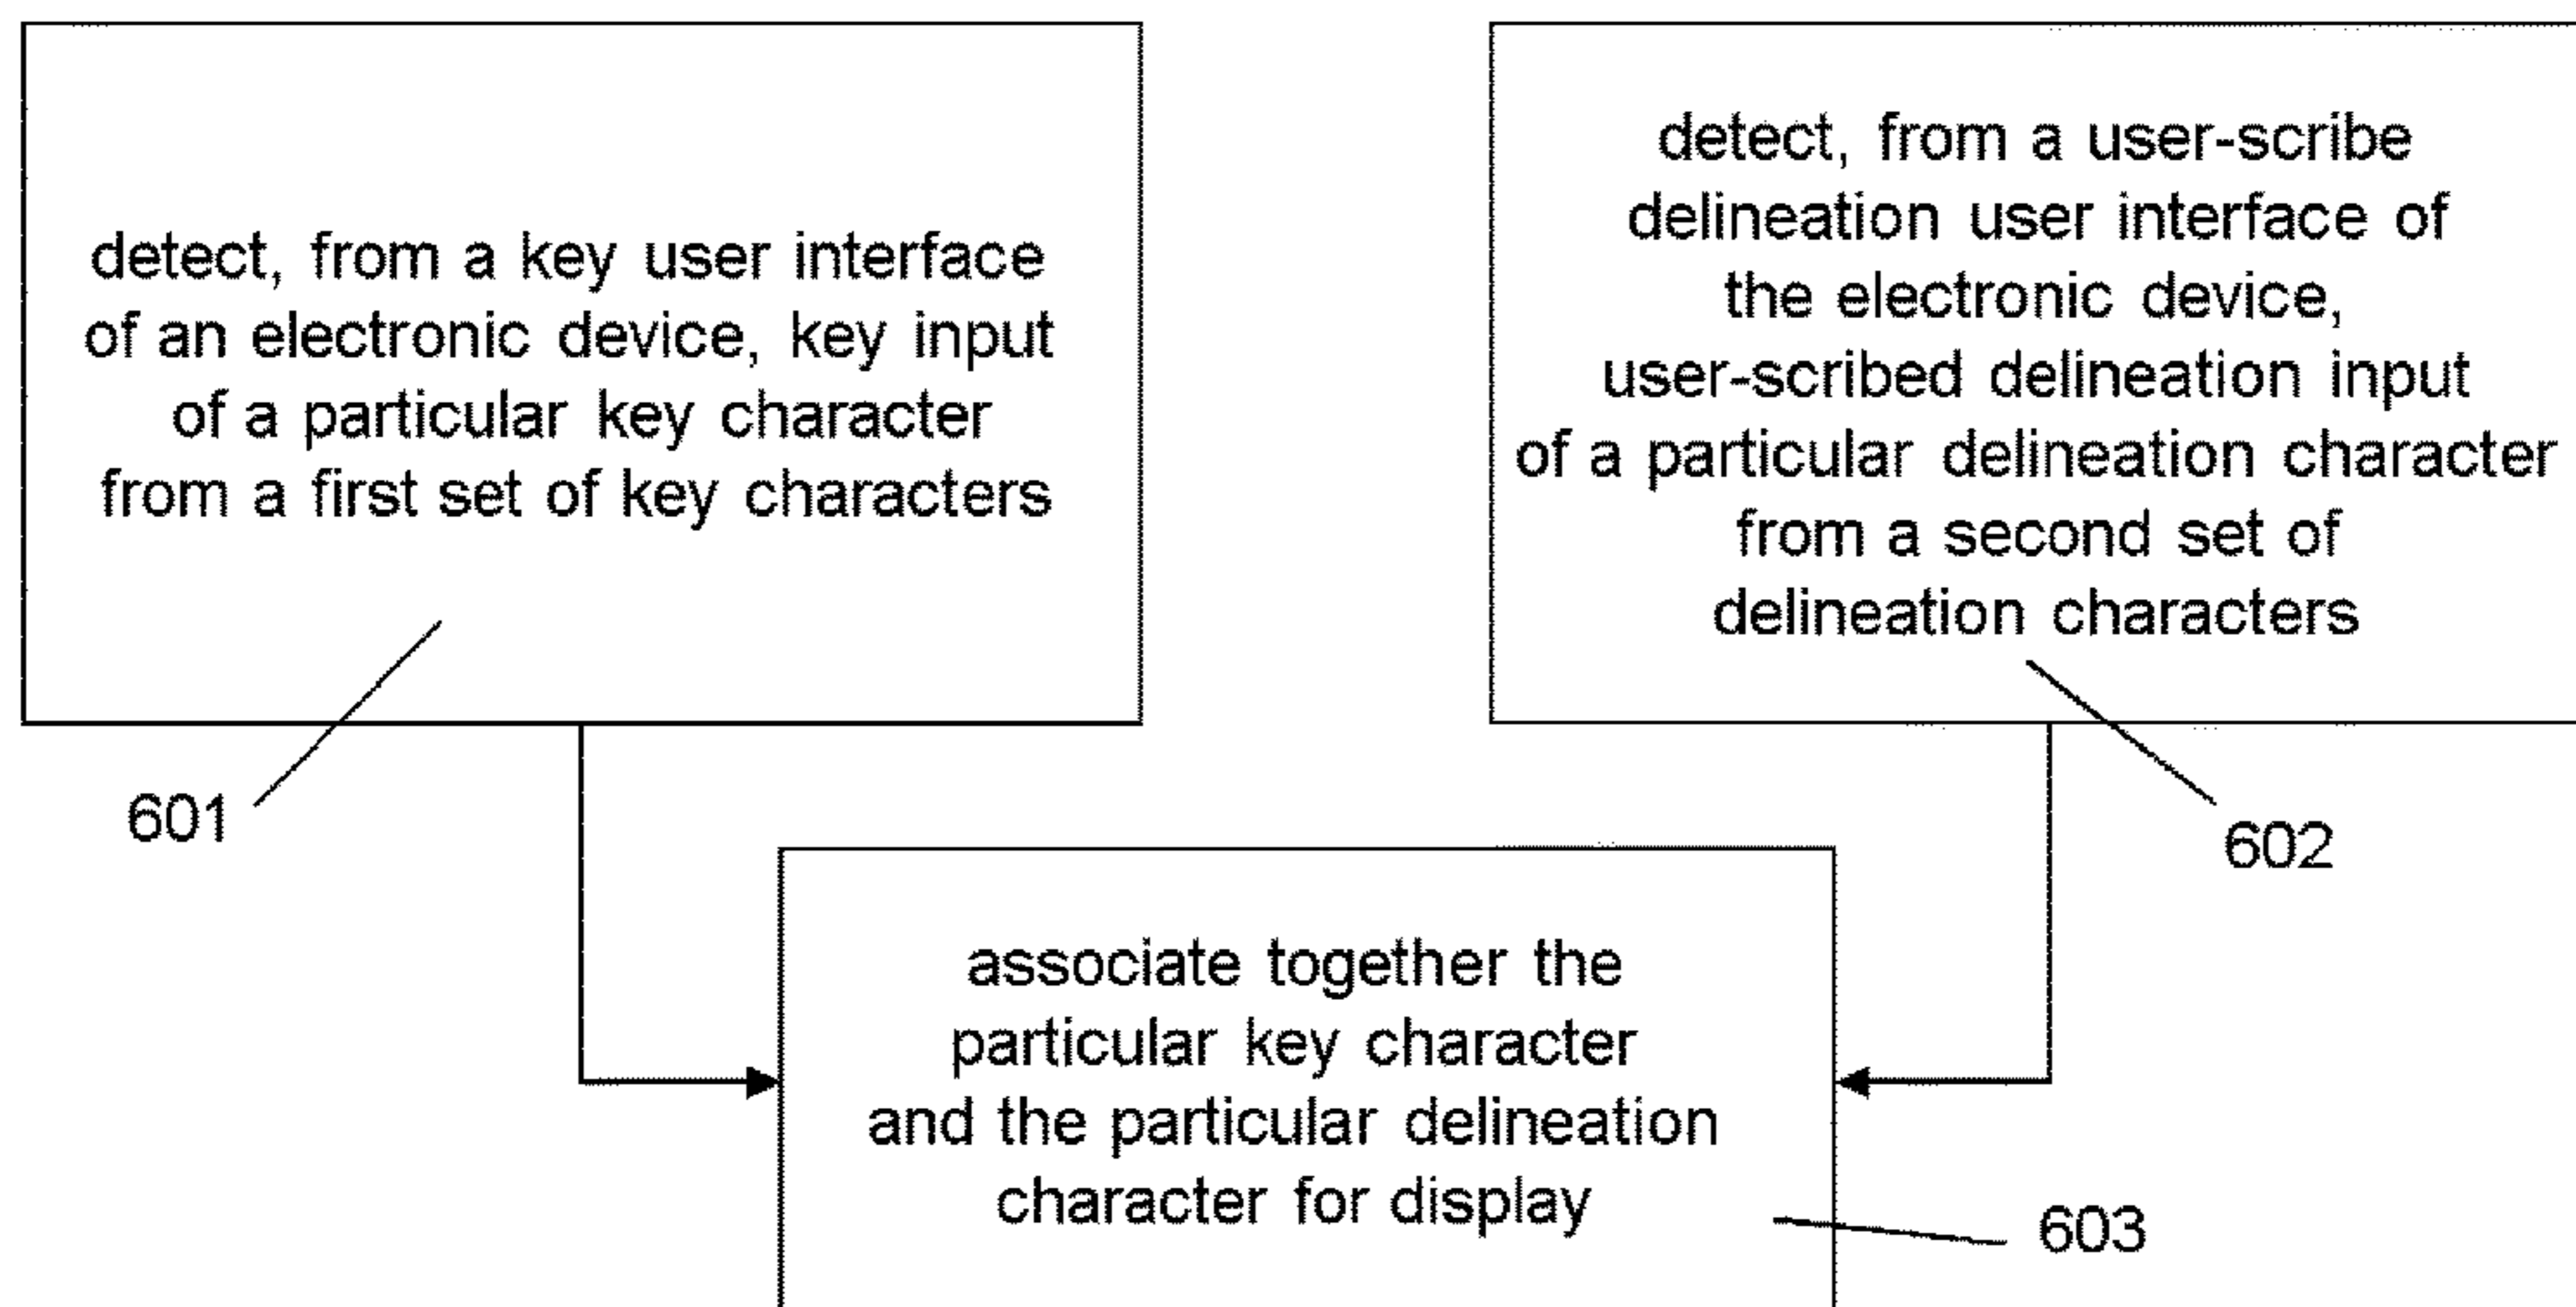 detect, from a key user interface
of an electronic device, key input
of a particular key character
from a first set of key characters
601
detect, from a user-scribe
delineation user interface of
the electronic device,
user-scribed delineation input
of a particular delineation character
from a second set of
delineation characters
602
associate together the
particular key character
and the particular delineation
character for display
603